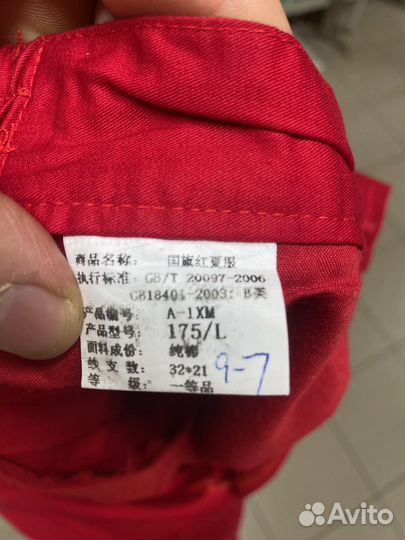 商品名称: 国旗红夏服
执行标准: GB/T 20097-2006
GB18401-2003: B类
产品编号: A-1XM
产品型号: 175/L
面料成份: 纯棉
线支数: 32*21
等 级: 一等品
9-7
Avito